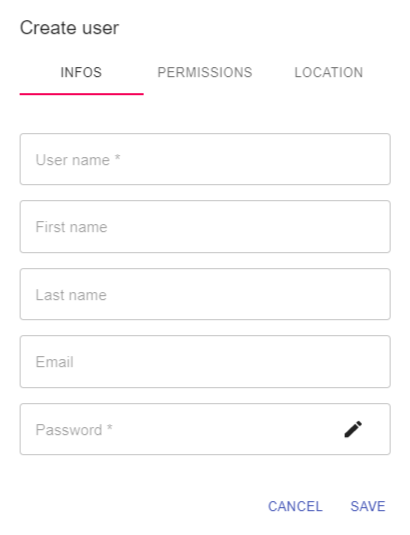 Create user
INFOS PERMISSIONS LOCATION
User name *
First name
Last name
Email
Password *
CANCEL SAVE